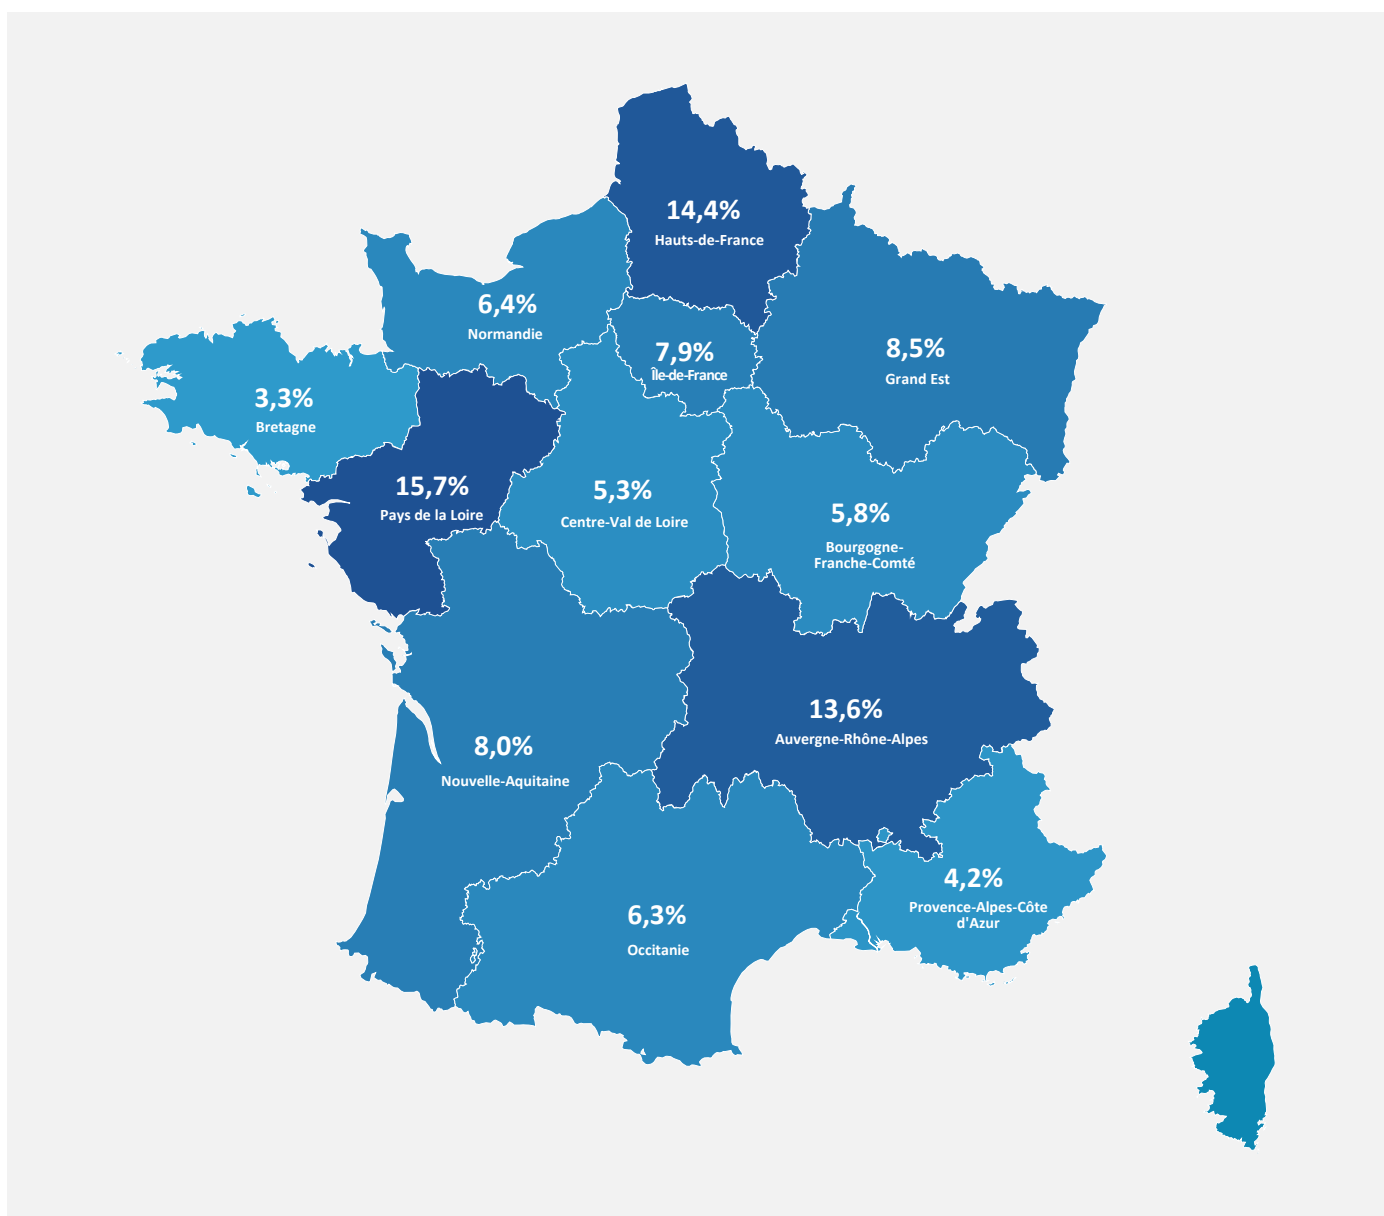 14,4%
Hauts-de-France
6,4%
Normandie
7,9%
Île-de-France
8,5%
Grand Est
3,3%
Bretagne
15,7%
Pays de la Loire
5,3%
Centre-Val de Loire
5,8%
Bourgogne-
Franche-Comté
13,6%
Auvergne-Rhône-Alpes
8,0%
Nouvelle-Aquitaine
4,2%
Provence-Alpes-Côte
d'Azur
6,3%
Occitanie